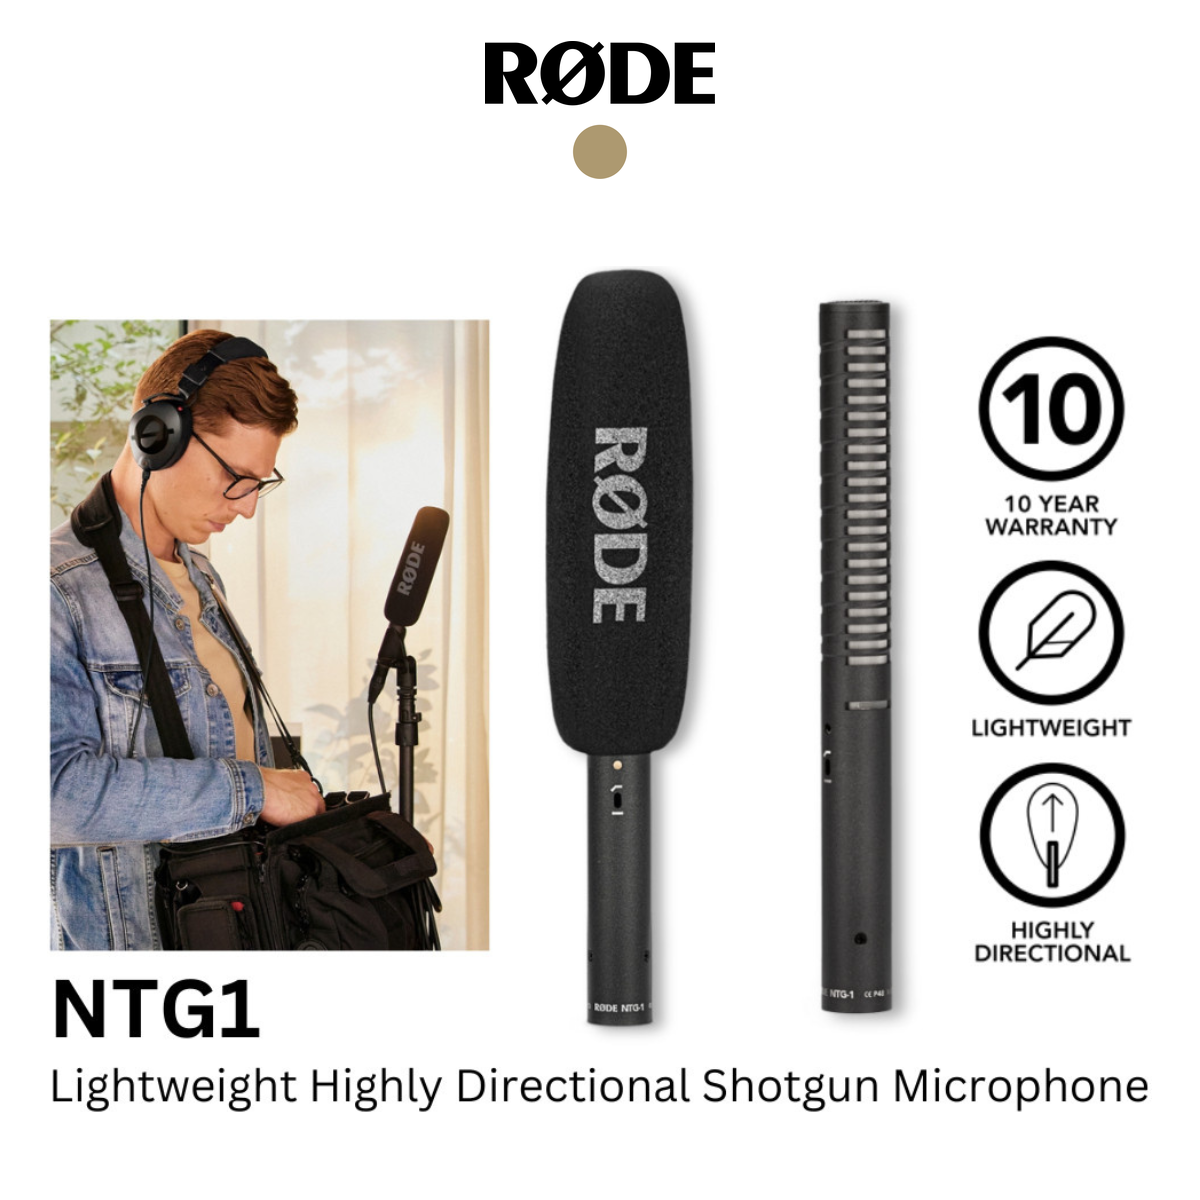 RØDE
RØDE
RØDE
RØDE NTG-1
NTG-1
10
10 YEAR
WARRANTY
LIGHTWEIGHT
HIGHLY
DIRECTIONAL
NTG1
Lightweight Highly Directional Shotgun Microphone